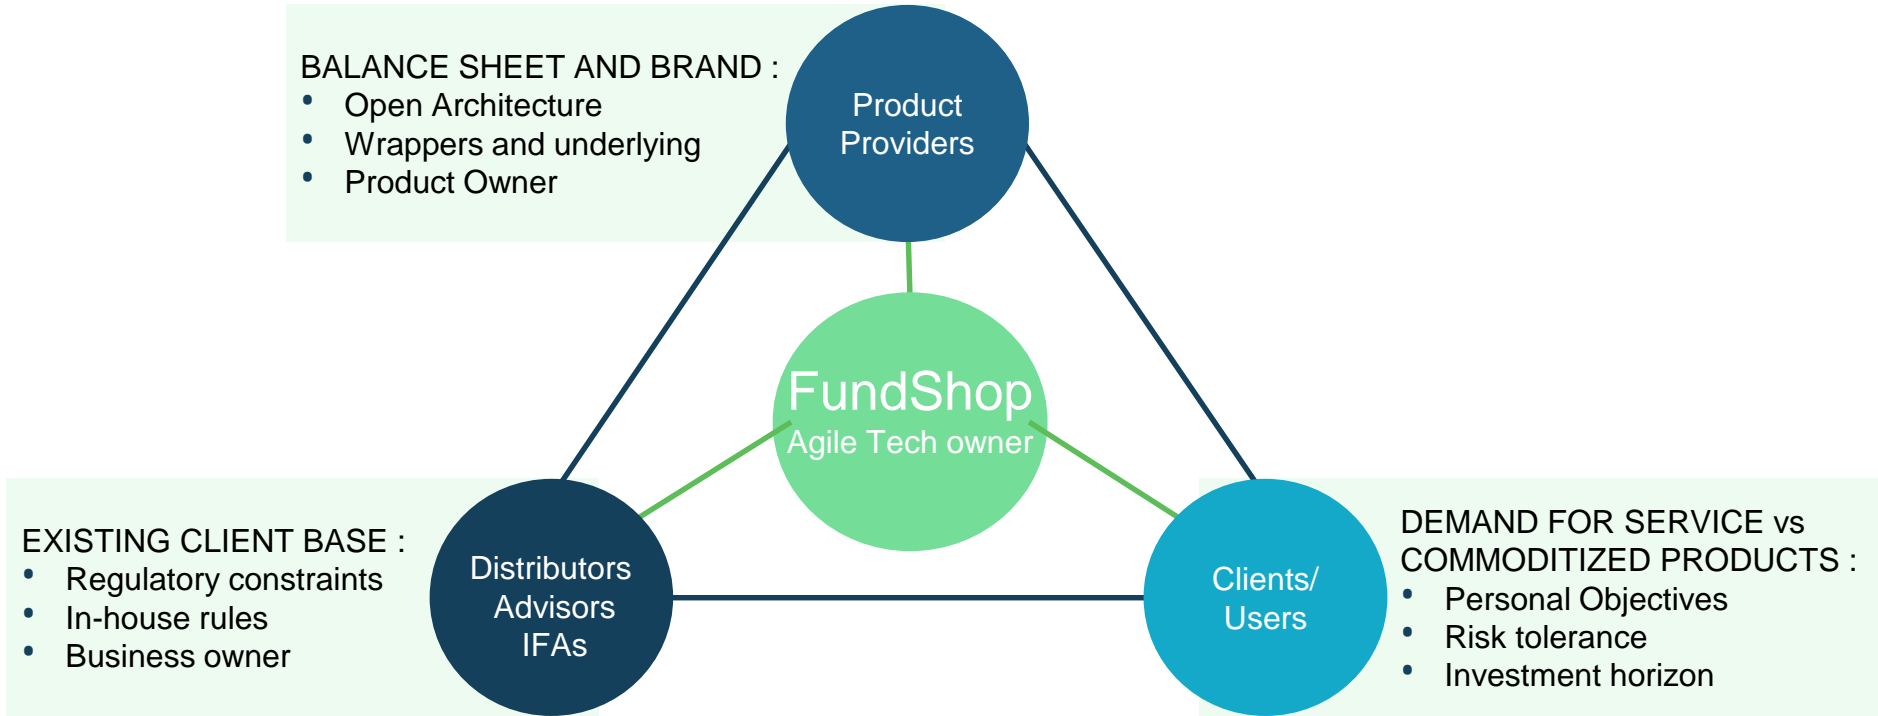 BALANCE SHEET AND BRAND :
• Open Architecture
• Wrappers and underlying
• Product Owner
Product
Providers
FundShop
Agile Tech owner
EXISTING CLIENT BASE :
• Regulatory constraints
• In-house rules
• Business owner
Distributors
Advisors
IFAs
Clients/
Users
DEMAND FOR SERVICE vs
COMMODITIZED PRODUCTS :
• Personal Objectives
• Risk tolerance
• Investment horizon